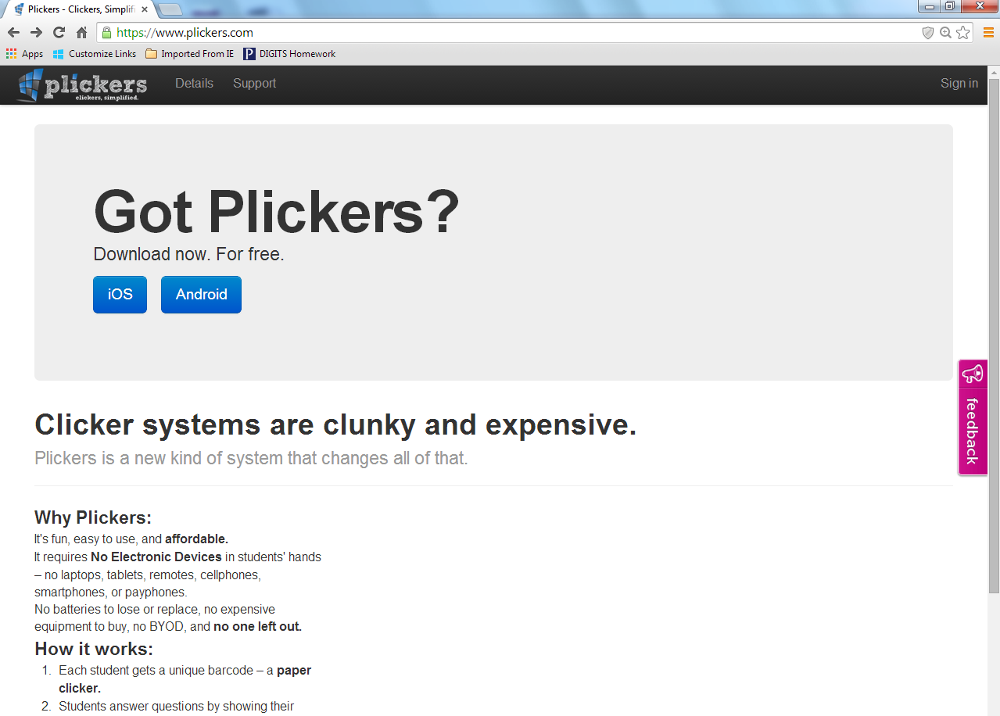 Plickers - Clickers, Simplifi
https://www.plickers.com
Apps Customize Links Imported From IE DIGITS Homework
plickers Details Support Sign in
clickers, simplified.
Got Plickers?
Download now. For free.
iOS Android
feedback
Clicker systems are clunky and expensive.
Plickers is a new kind of system that changes all of that.
Why Plickers:
It's fun, easy to use, and affordable.
It requires No Electronic Devices in students' hands
– no laptops, tablets, remotes, cellphones,
smartphones, or payphones.
No batteries to lose or replace, no expensive
equipment to buy, no BYOD, and no one left out.
How it works:
1. Each student gets a unique barcode – a paper
clicker.
2. Students answer questions by showing their